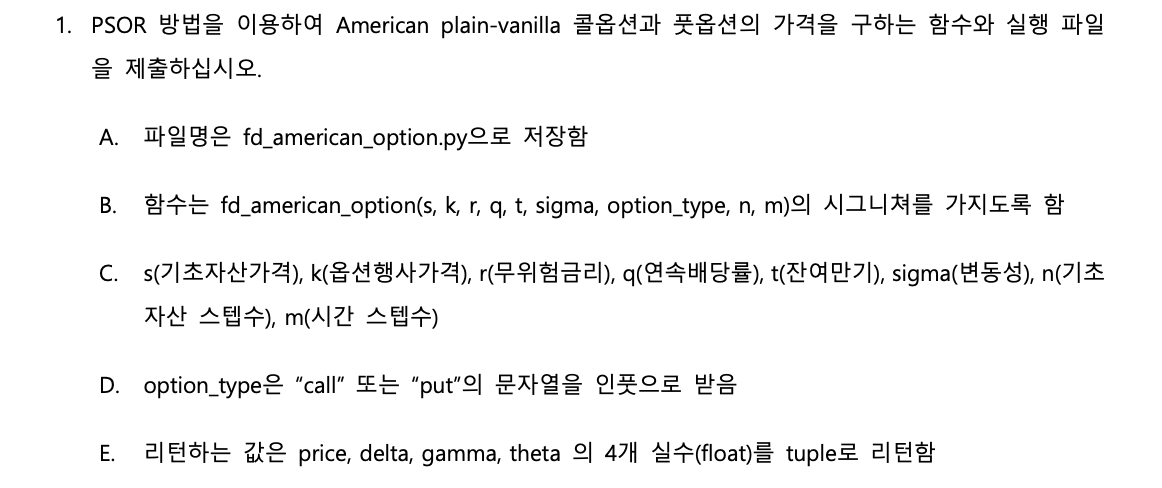 1. PSOR 방법을 이용하여 American plain-vanilla 콜옵션과 풋옵션의 가격을 구하는 함수와 실행 파일
을 제출하십시오.
A. 파일명은 fd_american_option.py으로 저장함
B. 함수는 fd_american_option(s, k, r, q, t, sigma, option_type, n, m)의 시그니쳐를 가지도록 함
C. s(기초자산가격), k(옵션행사가격), r(무위험금리), q(연속배당률), t(잔여만기), sigma(변동성), n(기초
자산 스텝수), m(시간 스텝수)
D. option_type은 “call” 또는 “put”의 문자열을 인풋으로 받음
E. 리턴하는 값은 price, delta, gamma, theta 의 4개 실수(float)를 tuple로 리턴함